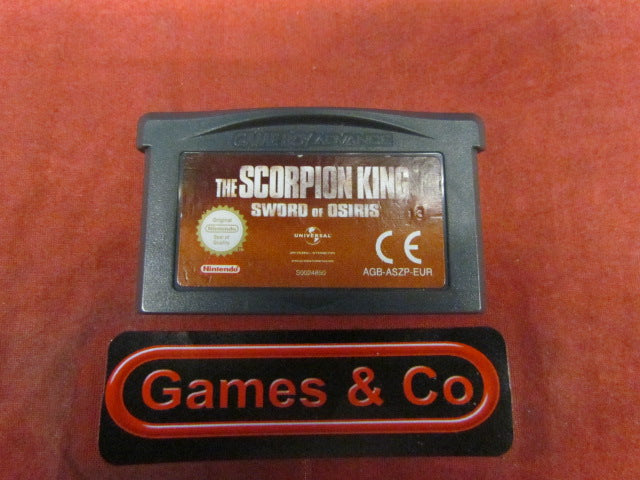 GAME BOY ADVANCE
THE SCORPION KING
SWORD OF OSIRIS
13
Original
Nintendo
Seal of
Quality
Nintendo
UNIVERSAL
S0024850
CE
AGB-ASZP-EUR
Games & Co